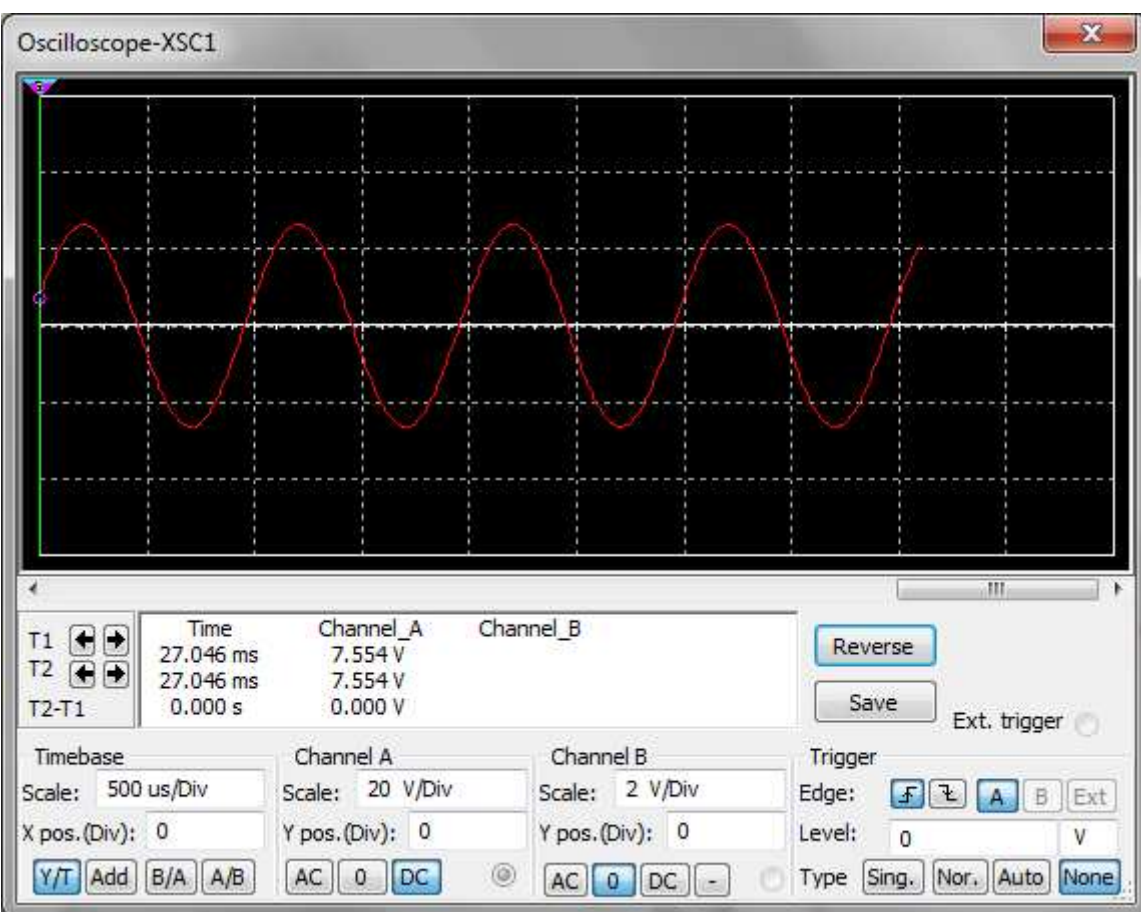 Oscilloscope-XSC1
Time Channel_A Channel_B
T1 27.046 ms 7.554 V
T2 27.046 ms 7.554 V
T2-T1 0.000 s 0.000 V
Reverse
Save
Ext. trigger
Timebase
Scale: 500 us/Div
X pos.(Div): 0
Y/T Add B/A A/B
Channel A
Scale: 20 V/Div
Y pos.(Div): 0
AC 0 DC
Channel B
Scale: 2 V/Div
Y pos.(Div): 0
AC 0 DC -
Trigger
Edge: A B Ext
Level: 0 V
Type Sing. Nor. Auto None